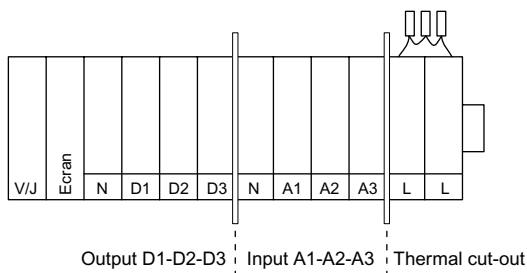 V/J Ecran N D1 D2 D3 N A1 A2 A3 L L
Output D1-D2-D3 Input A1-A2-A3 Thermal cut-out